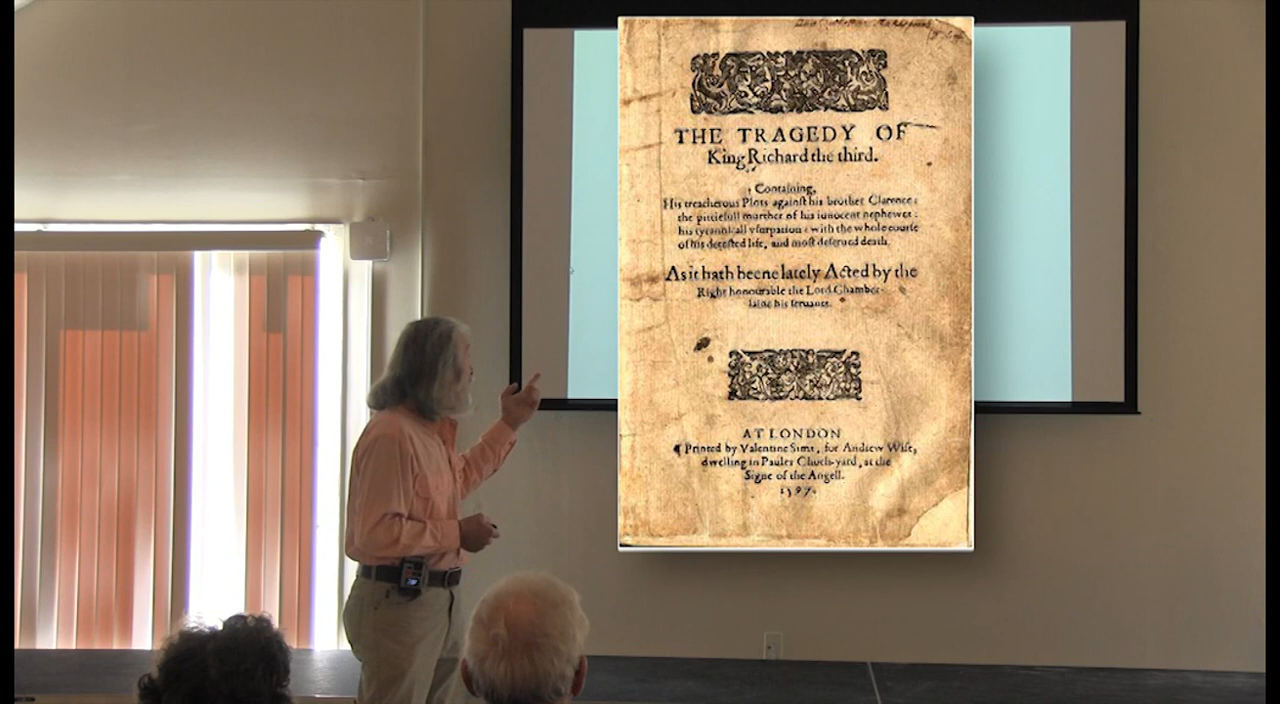 THE TRAGEDY OF
King Richard the third.
Containing,
His treacherous Plots against his brother Clarence:
the pittiefull murther of his innocent nephewes:
his tyrannicall vsurpation: with the whole course
of his detested life, and most deserued death.
As it hath beene lately Acted by the
Right honourable the Lord Chamber-
laine his seruants.
AT LONDON
Printed by Valentine Sims, for Andrew Wise,
dwelling in Paules Chuch-yard, at the
Signe of the Angell.
1597.